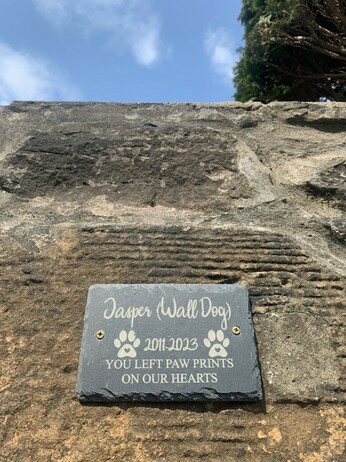 Jasper (Wall Dog)
2011-2023
YOU LEFT PAW PRINTS
ON OUR HEARTS